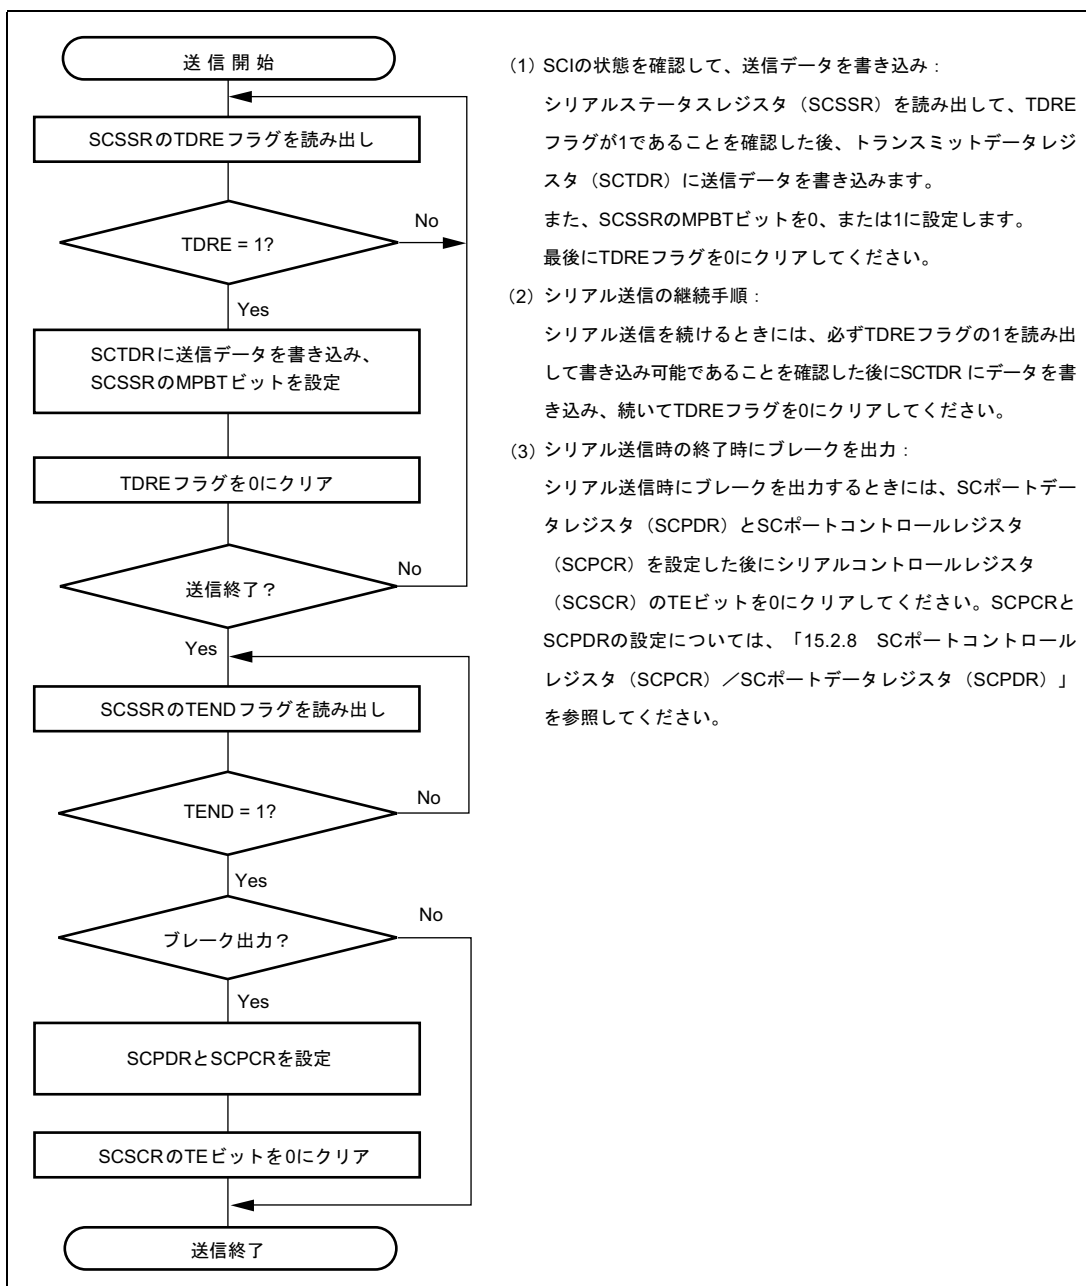 送信開始
SCSSRのTDREフラグを読み出し
TDRE = 1?
No
Yes
SCTDRに送信データを書き込み、
SCSSRのMPBTビットを設定
TDREフラグを0にクリア
送信終了？
No
Yes
SCSSRのTENDフラグを読み出し
TEND = 1?
No
Yes
ブレーク出力？
No
Yes
SCPDRとSCPCRを設定
SCSCRのTEビットを0にクリア
送信終了
（1）SCIの状態を確認して、送信データを書き込み：
シリアルステータスレジスタ（SCSSR）を読み出して、TDRE
フラグが1であることを確認した後、トランスミットデータレジ
スタ（SCTDR）に送信データを書き込みます。
また、SCSSRのMPBTビットを0、または1に設定します。
最後にTDREフラグを0にクリアしてください。
（2）シリアル送信の継続手順：
シリアル送信を続けるときには、必ずTDREフラグの1を読み出
して書き込み可能であることを確認した後にSCTDR にデータを書
き込み、続いてTDREフラグを0にクリアしてください。
（3）シリアル送信時の終了時にブレークを出力：
シリアル送信時にブレークを出力するときには、SCポートデー
タレジスタ（SCPDR）とSCポートコントロールレジスタ
（SCPCR）を設定した後にシリアルコントロールレジスタ
（SCSCR）のTEビットを0にクリアしてください。SCPCRと
SCPDRの設定については、「15.2.8　SCポートコントロール
レジスタ（SCPCR）／SCポートデータレジスタ（SCPDR）」
を参照してください。